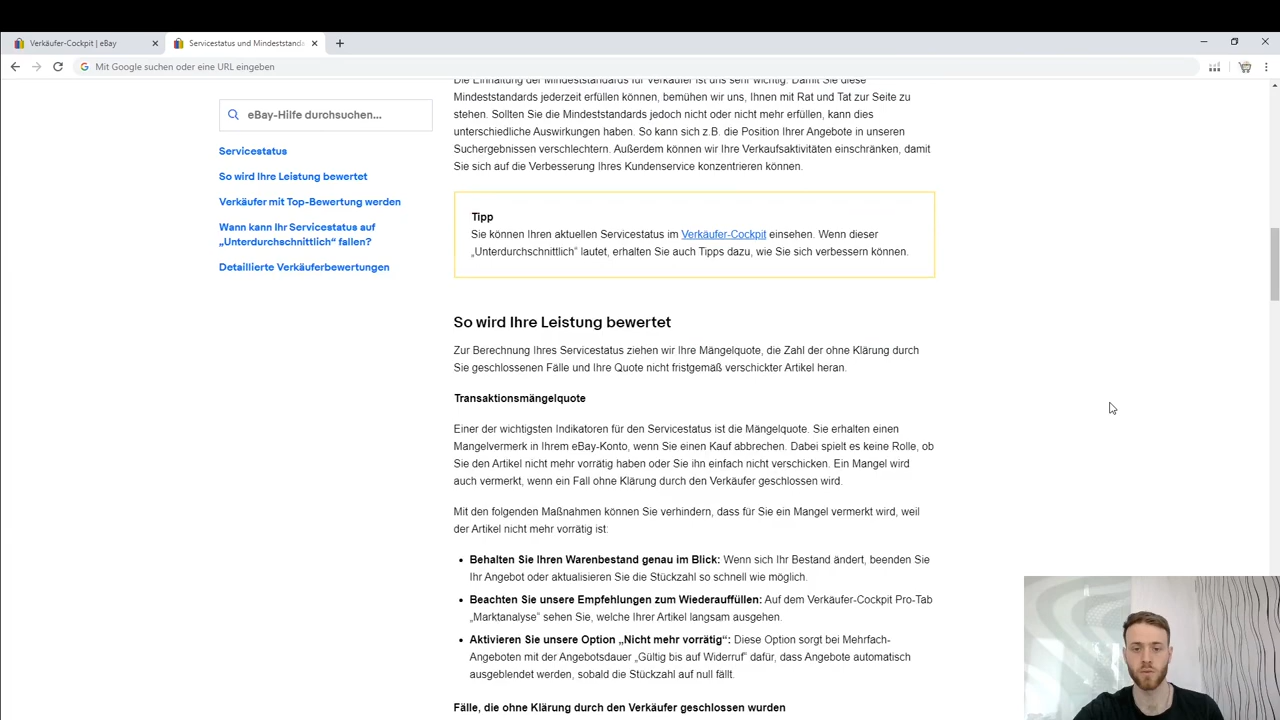 Verkäufer-Cockpit | eBay
Servicestatus und Mindeststanda
Mit Google suchen oder eine URL eingeben
eBay-Hilfe durchsuchen...
Servicestatus
So wird Ihre Leistung bewertet
Verkäufer mit Top-Bewertung werden
Wann kann Ihr Servicestatus auf
„Unterdurchschnittlich“ fallen?
Detaillierte Verkäuferbewertungen
Die Einhaltung der Mindeststandards für Verkäufer ist uns sehr wichtig. Damit Sie diese
Mindeststandards jederzeit erfüllen können, bemühen wir uns, Ihnen mit Rat und Tat zur Seite zu
stehen. Sollten Sie die Mindeststandards jedoch nicht oder nicht mehr erfüllen, kann dies
unterschiedliche Auswirkungen haben. So kann sich z.B. die Position Ihrer Angebote in unseren
Suchergebnissen verschlechtern. Außerdem können wir Ihre Verkaufsaktivitäten einschränken, damit
Sie sich auf die Verbesserung Ihres Kundenservice konzentrieren können.
Tipp
Sie können Ihren aktuellen Servicestatus im Verkäufer-Cockpit einsehen. Wenn dieser
„Unterdurchschnittlich“ lautet, erhalten Sie auch Tipps dazu, wie Sie sich verbessern können.
So wird Ihre Leistung bewertet
Zur Berechnung Ihres Servicestatus ziehen wir Ihre Mängelquote, die Zahl der ohne Klärung durch
Sie geschlossenen Fälle und Ihre Quote nicht fristgemäß verschickter Artikel heran.
Transaktionsmängelquote
Einer der wichtigsten Indikatoren für den Servicestatus ist die Mängelquote. Sie erhalten einen
Mangelvermerk in Ihrem eBay-Konto, wenn Sie einen Kauf abbrechen. Dabei spielt es keine Rolle, ob
Sie den Artikel nicht mehr vorrätig haben oder Sie ihn einfach nicht verschicken. Ein Mangel wird
auch vermerkt, wenn ein Fall ohne Klärung durch den Verkäufer geschlossen wird.
Mit den folgenden Maßnahmen können Sie verhindern, dass für Sie ein Mangel vermerkt wird, weil
der Artikel nicht mehr vorrätig ist:
• Behalten Sie Ihren Warenbestand genau im Blick: Wenn sich Ihr Bestand ändert, beenden Sie
Ihr Angebot oder aktualisieren Sie die Stückzahl so schnell wie möglich.
• Beachten Sie unsere Empfehlungen zum Wiederauffüllen: Auf dem Verkäufer-Cockpit Pro-Tab
„Marktanalyse“ sehen Sie, welche Ihrer Artikel langsam ausgehen.
• Aktivieren Sie unsere Option „Nicht mehr vorrätig“: Diese Option sorgt bei Mehrfach-
Angeboten mit der Angebotsdauer „Gültig bis auf Widerruf“ dafür, dass Angebote automatisch
ausgeblendet werden, sobald die Stückzahl auf null fällt.
Fälle, die ohne Klärung durch den Verkäufer geschlossen wurden